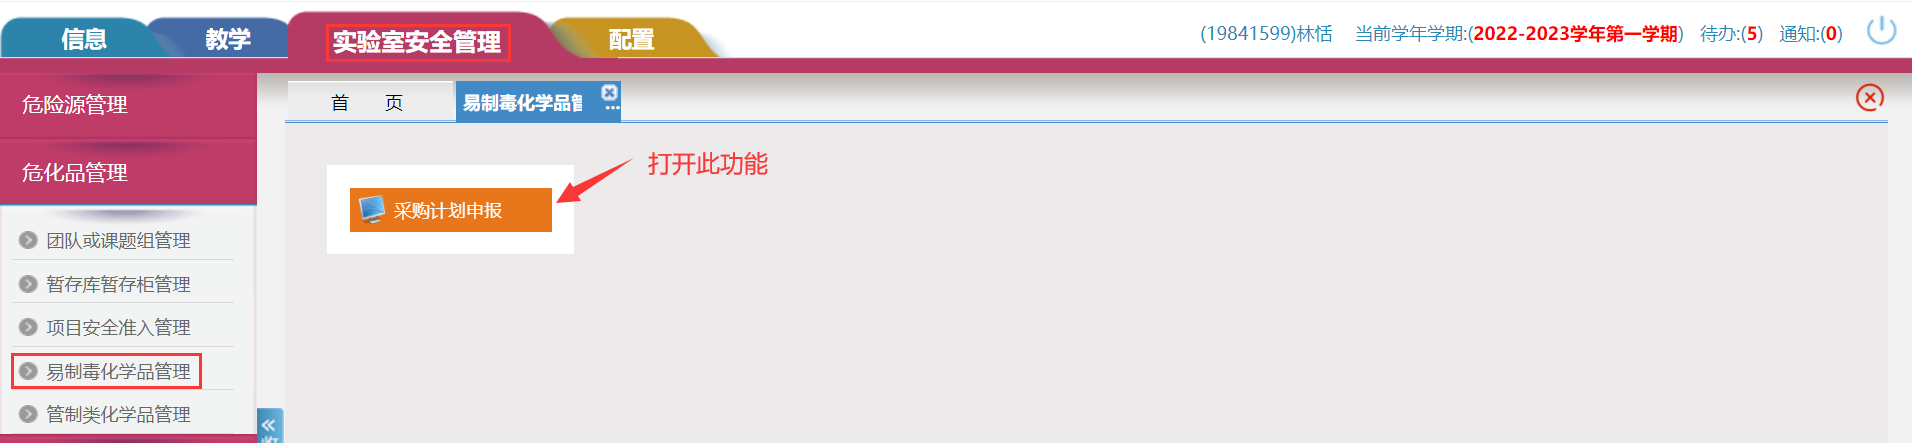 信息 教学 实验室安全管理 配置 (19841599)林恬 当前学年学期:(2022-2023学年第一学期) 待办:(5) 通知:(0)
危险源管理
首 页 易制毒化学品管 ...
打开此功能
危化品管理
采购计划申报
团队或课题组管理
暂存库暂存柜管理
项目安全准入管理
易制毒化学品管理
管制类化学品管理